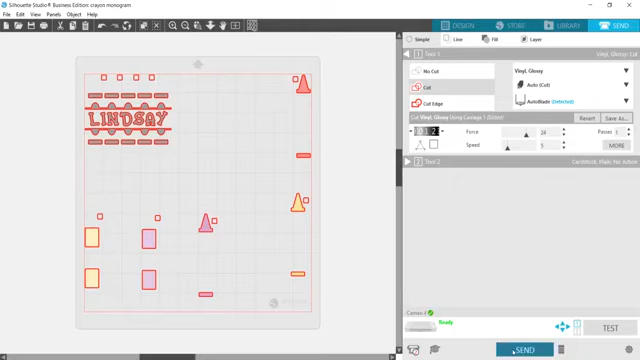 Silhouette Studio® Business Edition: crayon monogram
File Edit View Panels Object Help
DESIGN STORE LIBRARY SEND
Simple Line Fill Layer
1 Tool 1 Vinyl, Glossy: Cut
No Cut
Cut
Cut Edge
Vinyl, Glossy
Auto (Cut)
AutoBlade (Detected)
Cut Vinyl, Glossy Using Carriage 1 (Edited) Revert Save As...
Force 24 Passes 1
Speed 5 MORE
2 Tool 2 Cardstock, Plain: No Action
LINDSAY
Cameo 4
Ready
TEST
SEND